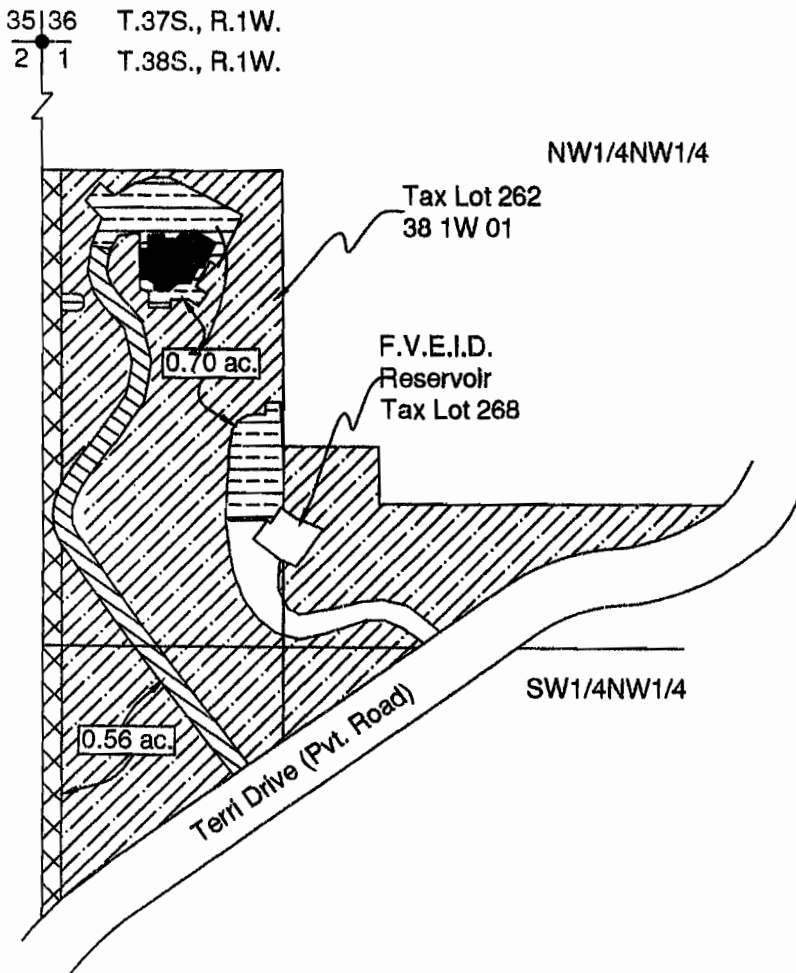 35 36 T.37S., R.1W.
2 1 T.38S., R.1W.
NW1/4NW1/4
Tax Lot 262
38 1W 01
F.V.E.I.D.
Reservoir
Tax Lot 268
0.70 ac.
SW1/4NW1/4
0.56 ac.
Terri Drive (Pvt. Road)